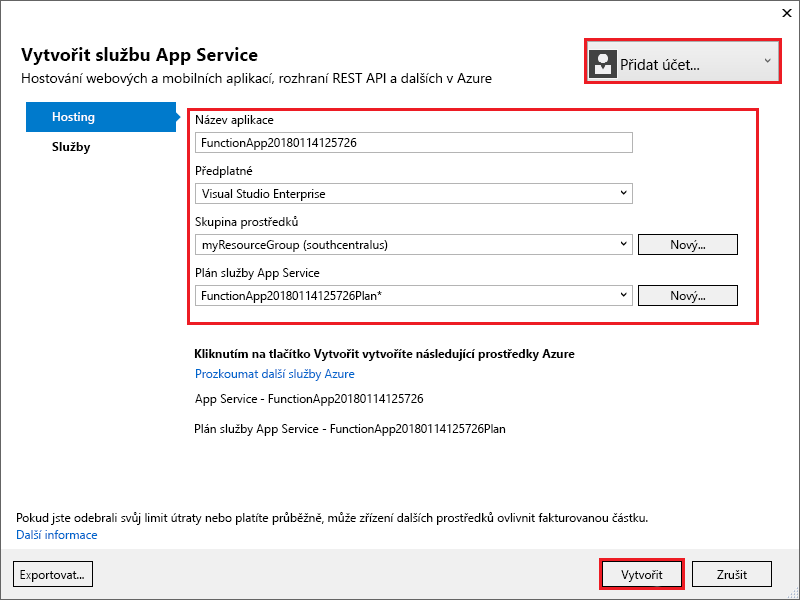 Vytvořit službu App Service
Hostování webových a mobilních aplikací, rozhraní REST API a dalších v Azure
Přidat účet...
Hosting
Služby
Název aplikace
FunctionApp20180114125726
Předplatné
Visual Studio Enterprise
Skupina prostředků
myResourceGroup (southcentralus)
Nový...
Plán služby App Service
FunctionApp20180114125726Plan*
Nový...
Kliknutím na tlačítko Vytvořit vytvoříte následující prostředky Azure
Prozkoumat další služby Azure
App Service - FunctionApp20180114125726
Plán služby App Service - FunctionApp20180114125726Plan
Pokud jste odebrali svůj limit útraty nebo platíte průběžně, může zřízení dalších prostředků ovlivnit fakturovanou částku.
Další informace
Exportovat...
Vytvořit
Zrušit